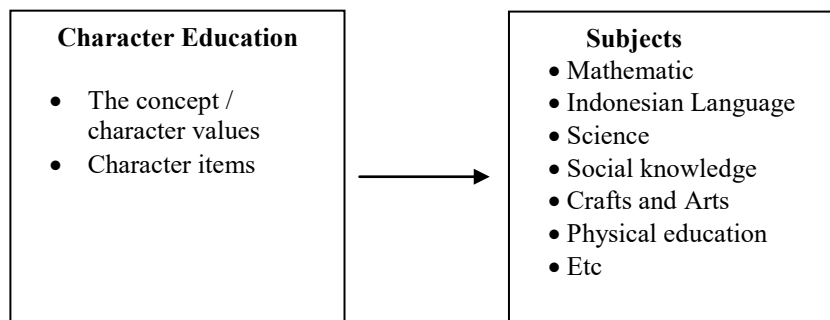 Character Education
• The concept /
character values
• Character items
Subjects
• Mathematic
• Indonesian Language
• Science
• Social knowledge
• Crafts and Arts
• Physical education
• Etc